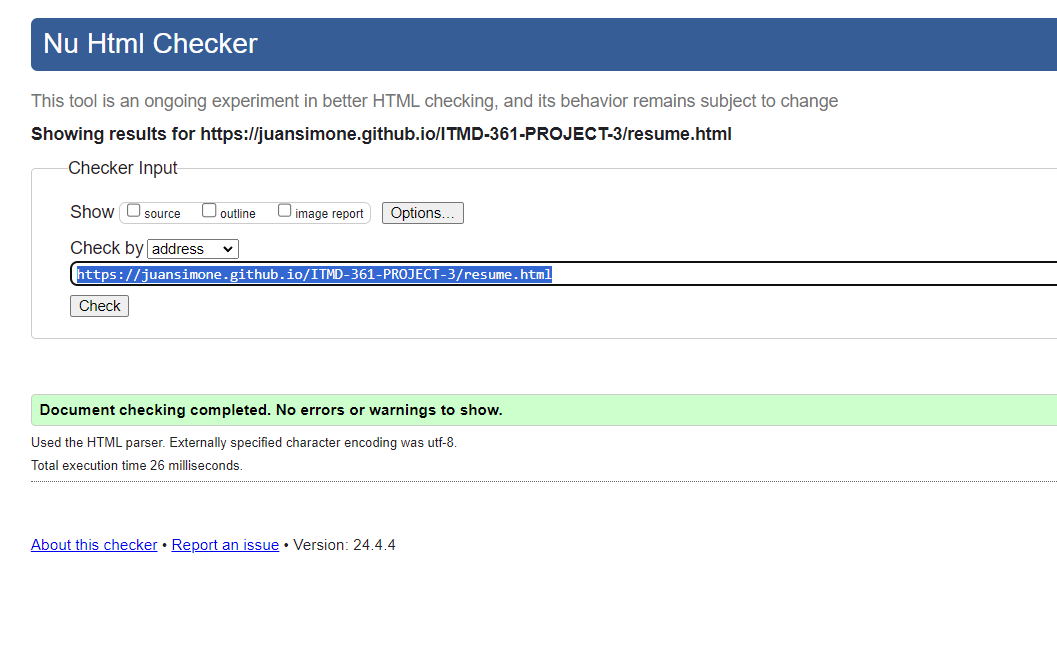 Nu Html Checker
This tool is an ongoing experiment in better HTML checking, and its behavior remains subject to change
Showing results for https://juansimone.github.io/ITMD-361-PROJECT-3/resume.html
Checker Input
Show source outline image report Options...
Check by address
https://juansimone.github.io/ITMD-361-PROJECT-3/resume.html
Check
Document checking completed. No errors or warnings to show.
Used the HTML parser. Externally specified character encoding was utf-8.
Total execution time 26 milliseconds.
About this checker • Report an issue • Version: 24.4.4